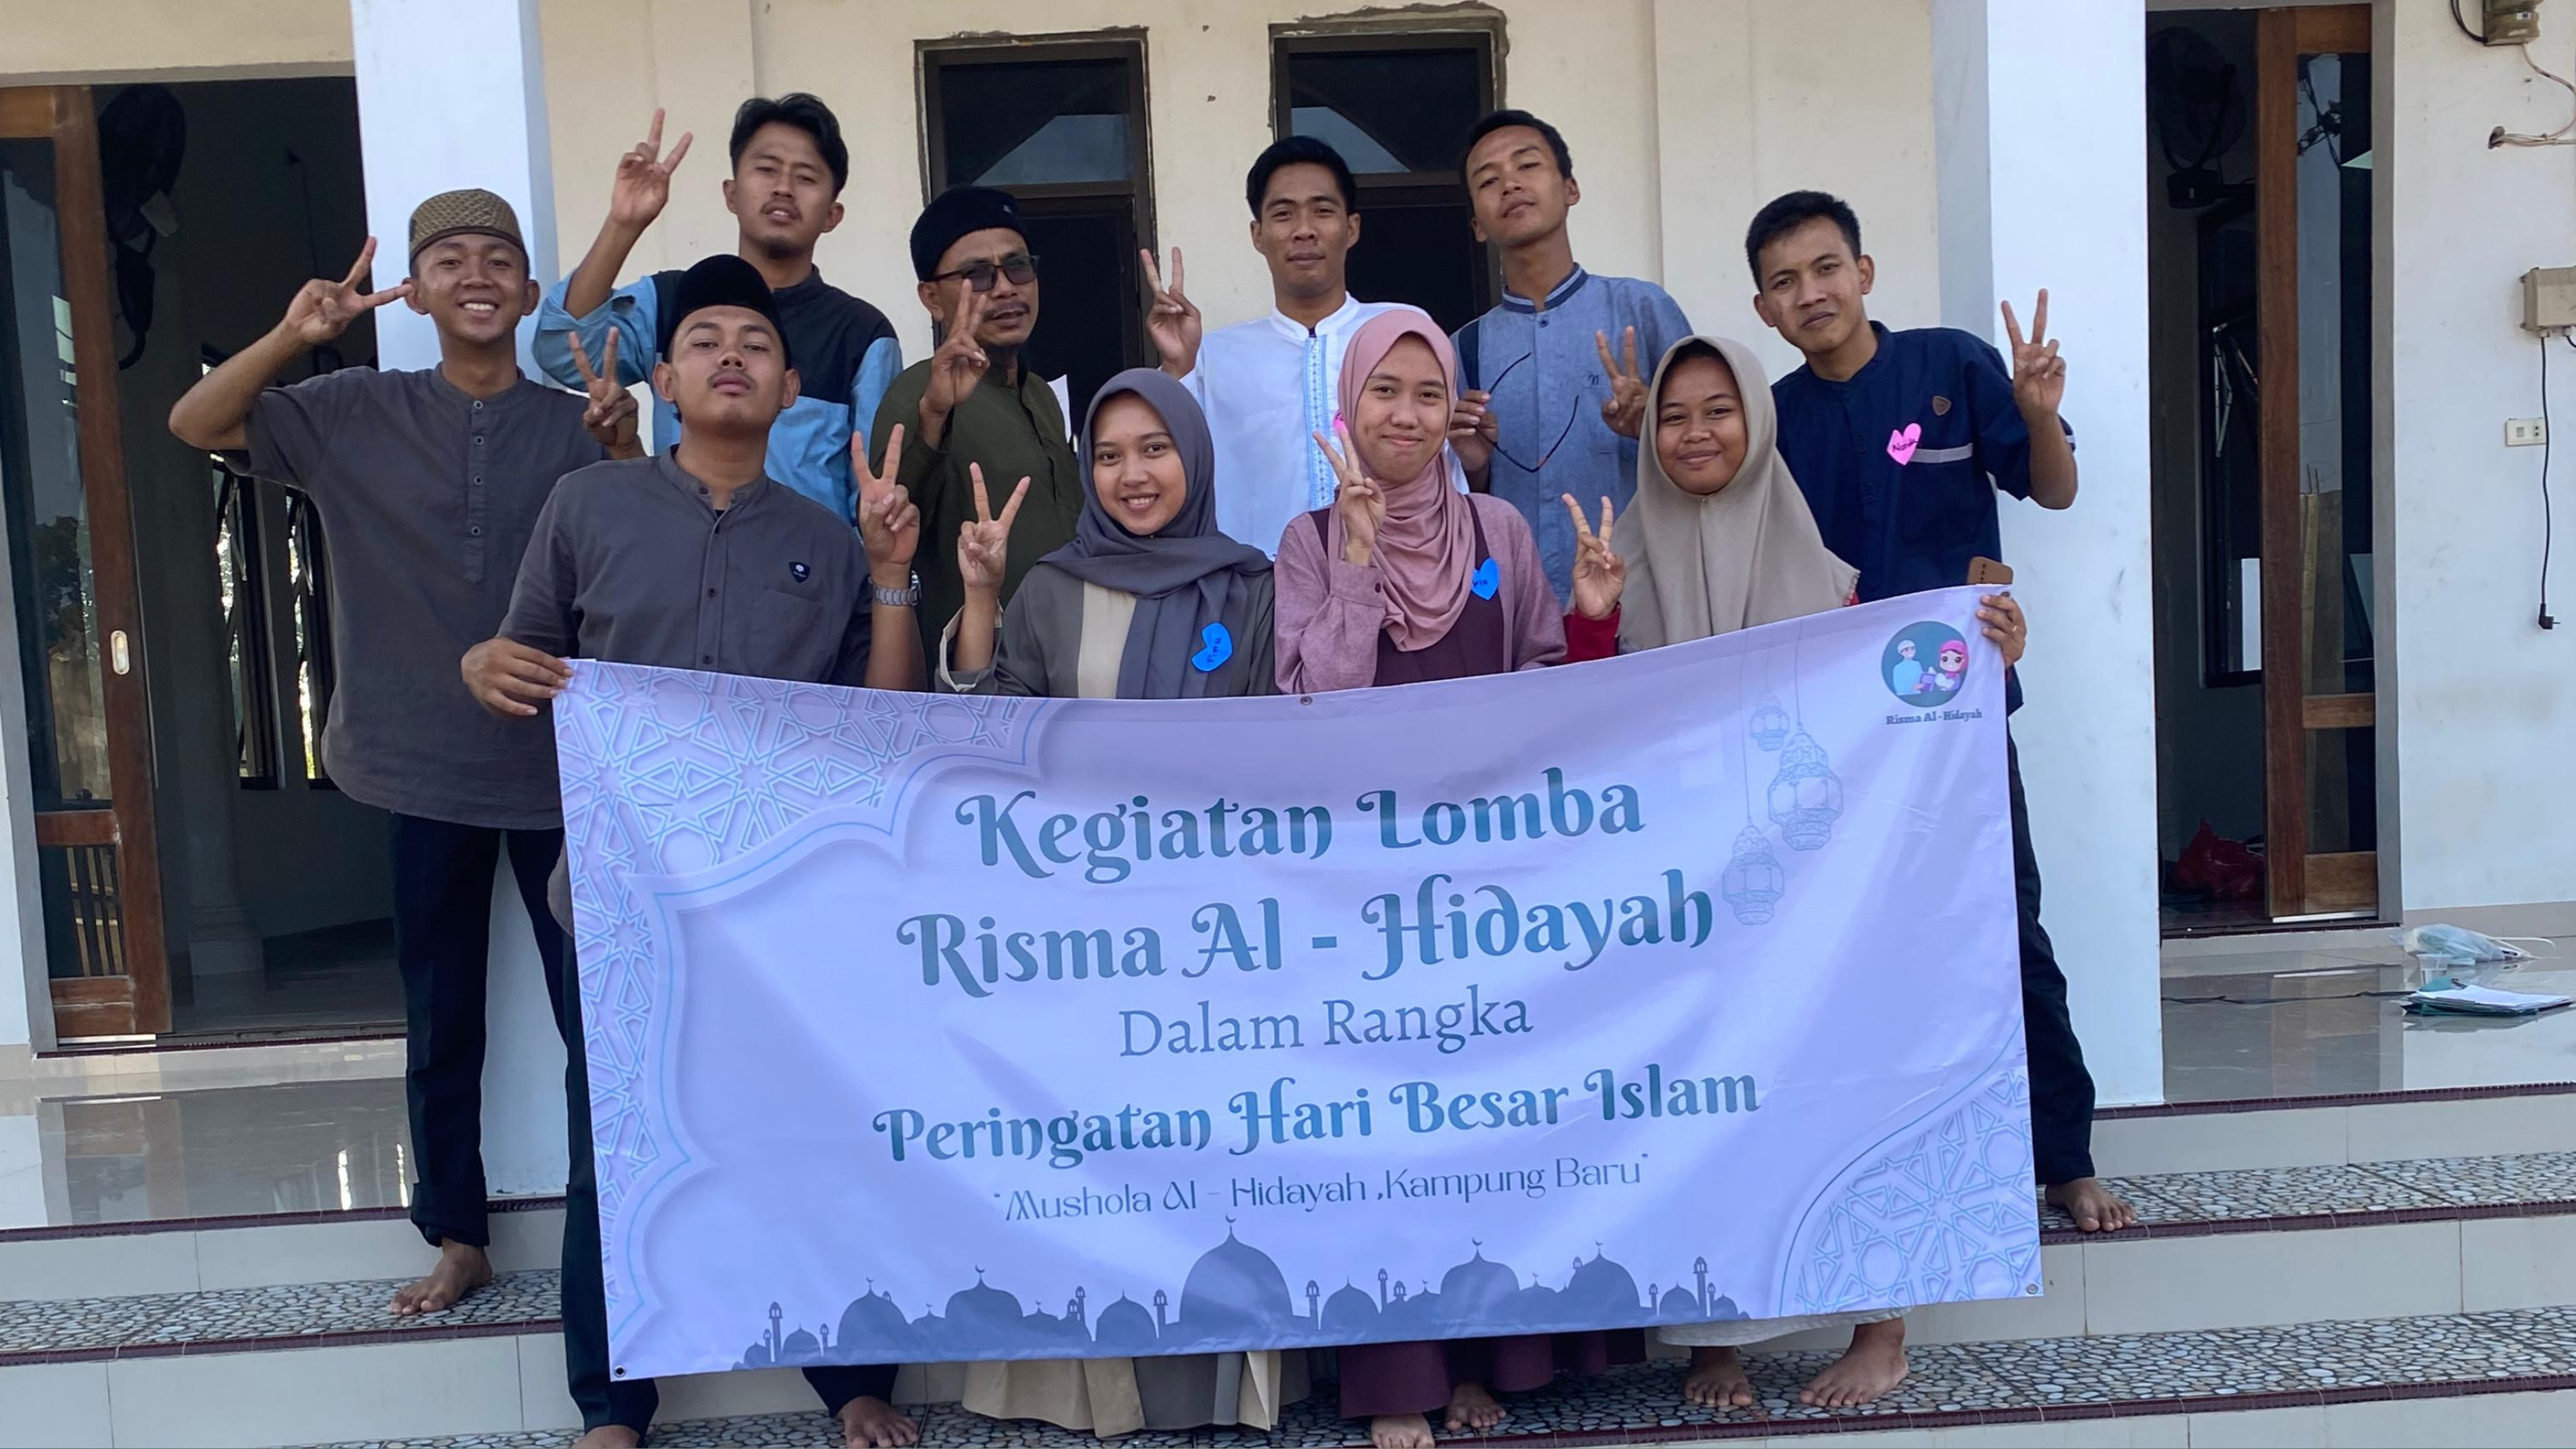 Risma Al - Hidayah
Kegiatan Lomba
Risma Al - Hidayah
Dalam Rangka
Peringatan Hari Besar Islam
"Mushola Al - Hidayah ,Kampung Baru"